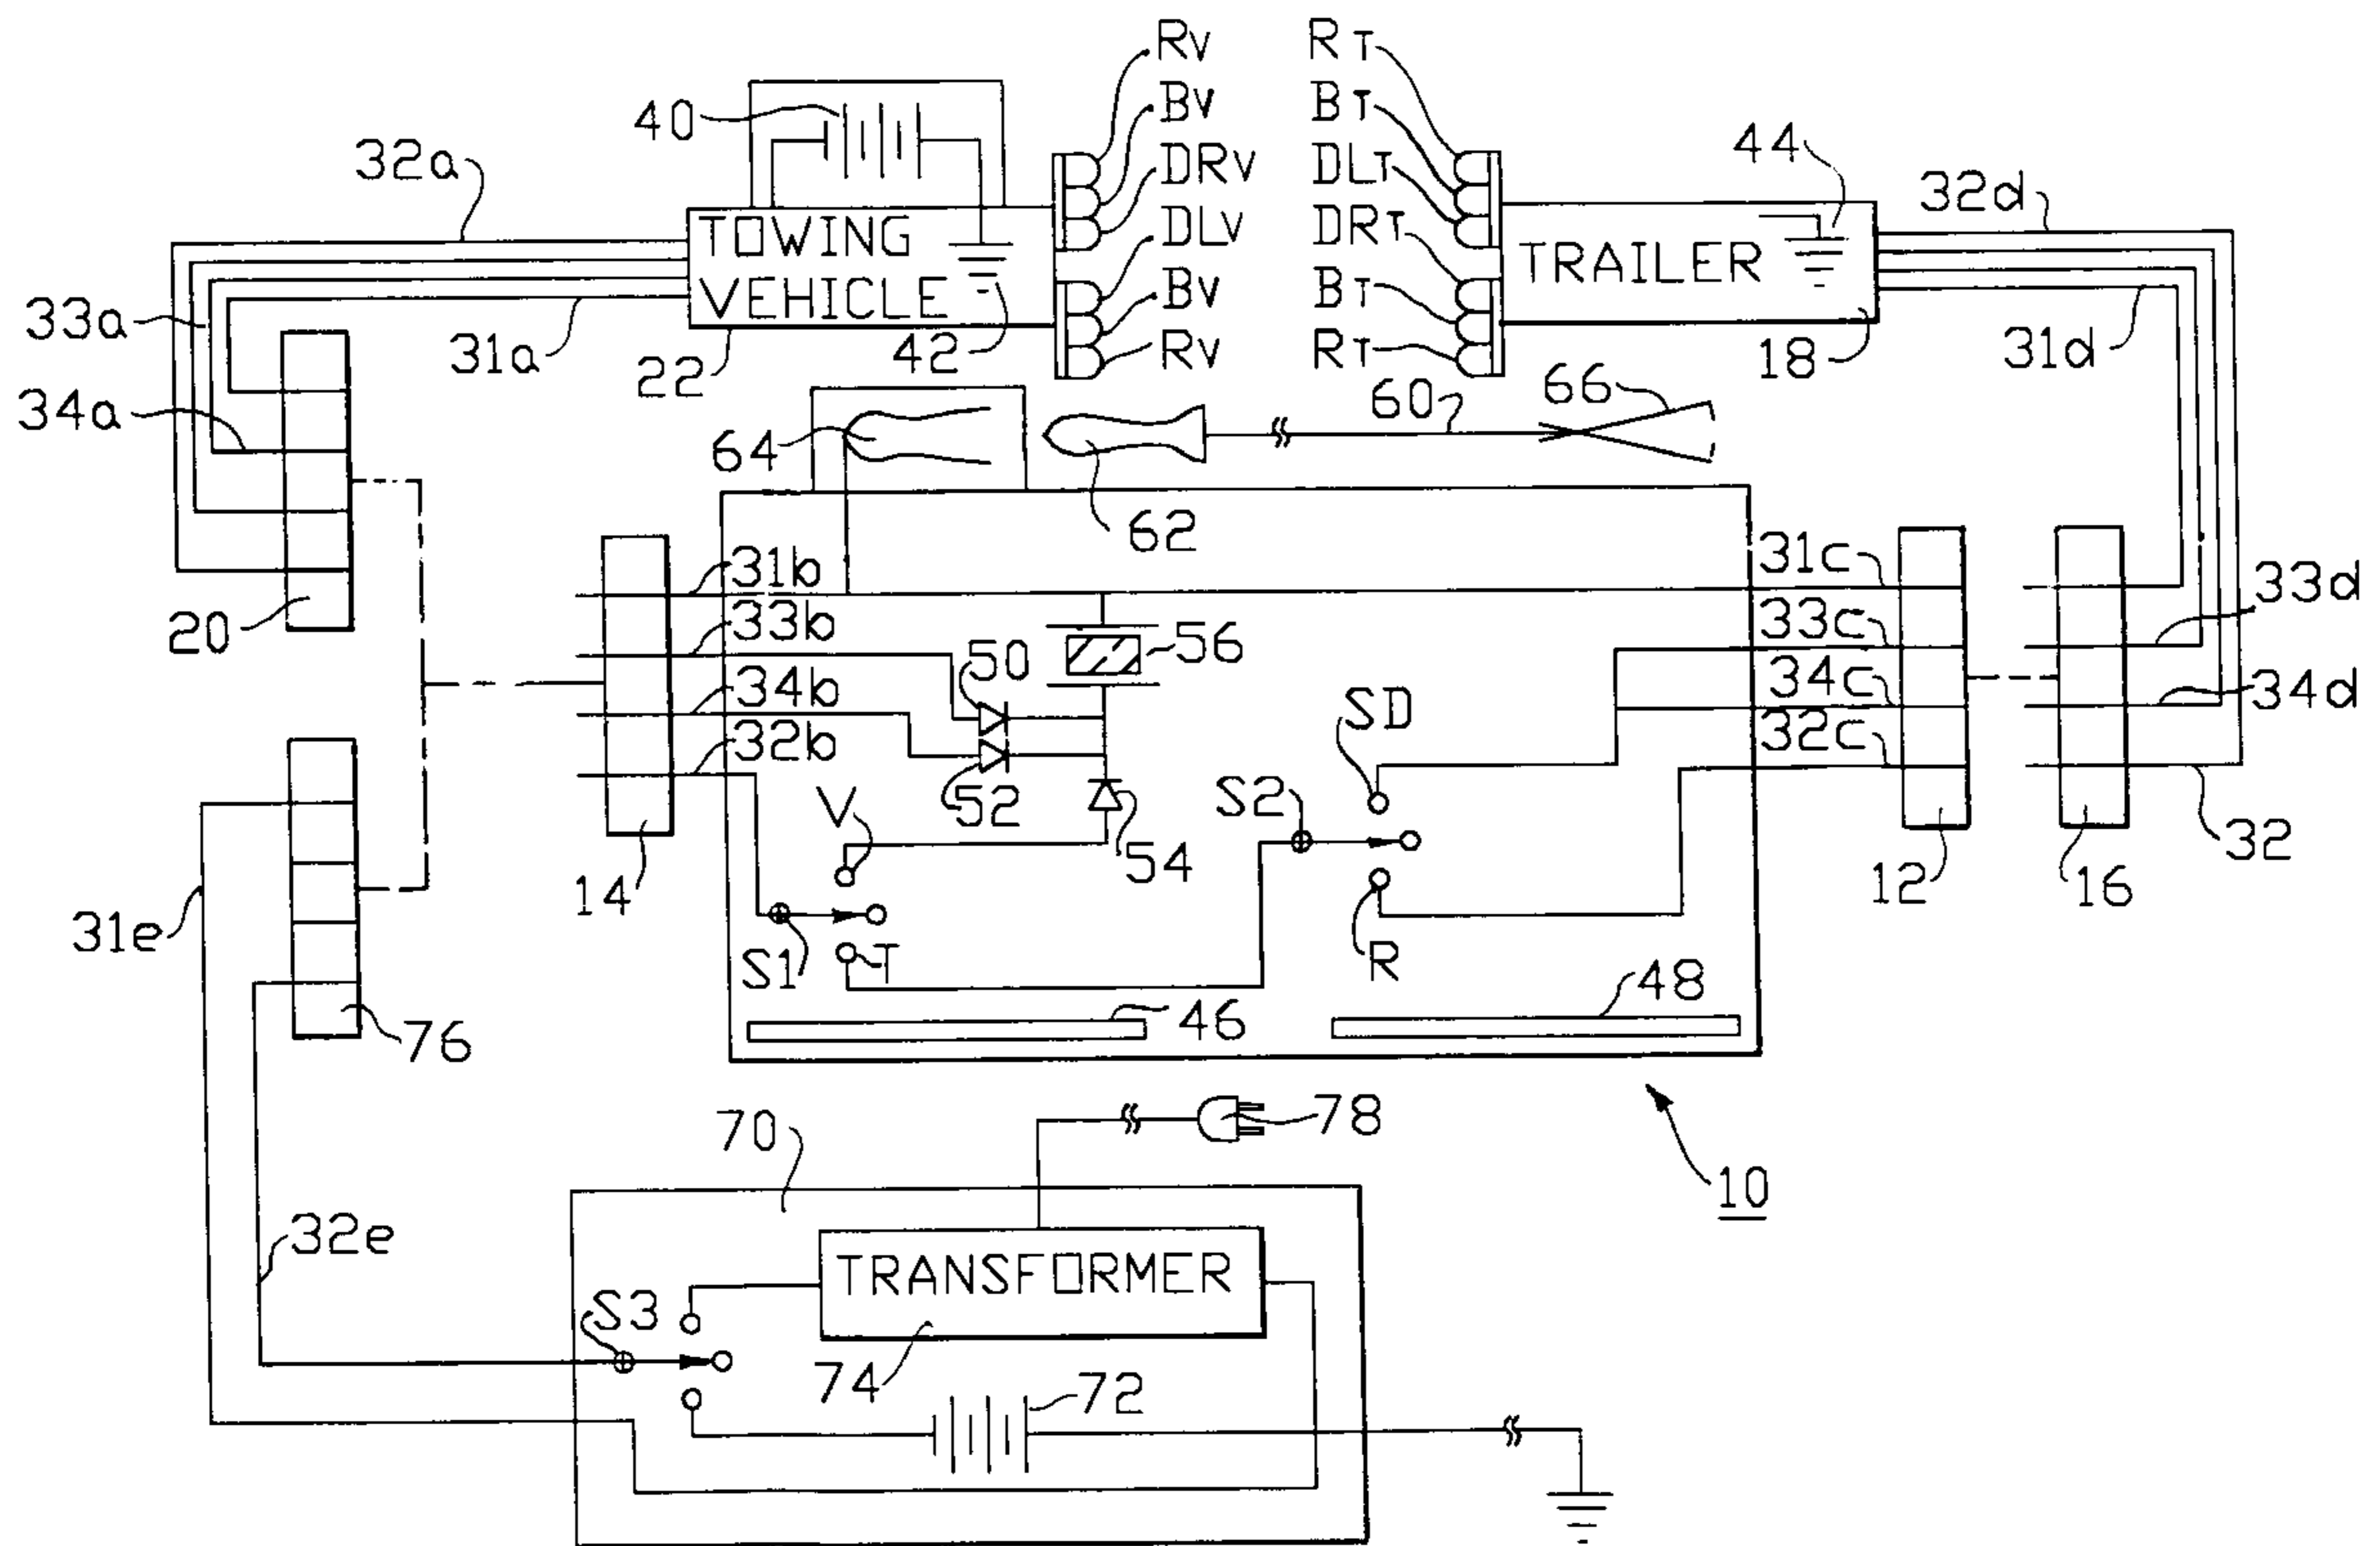 RV
RT
40
BV
BT
44
32a
DRV
DLT
32d
TOWING
VEHICLE
DLV
DRT
TRAILER
33a
31a
BV
BT
31d
22
42
RV
RT
18
34a
64
60
66
62
20
31b
31c
33d
33b
50
56
33c
34b
SD
34c
34d
32b
52
V
S2
32c
54
14
12
16
32
31e
S1
T
R
76
46
48
70
78
10
32e
TRANSFORMER
S3
74
72